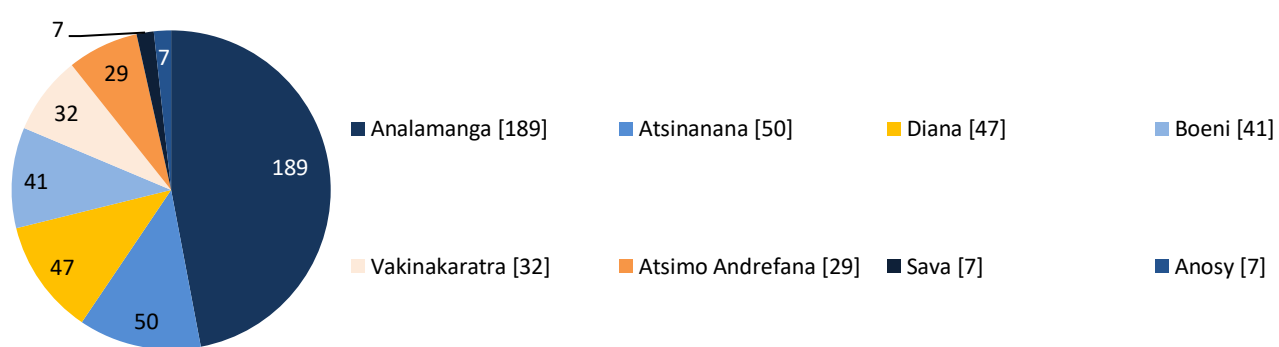 7
7
29
32
41
189
47
50
Analamanga [189]
Atsinanana [50]
Diana [47]
Boeni [41]
Vakinakaratra [32]
Atsimo Andrefana [29]
Sava [7]
Anosy [7]